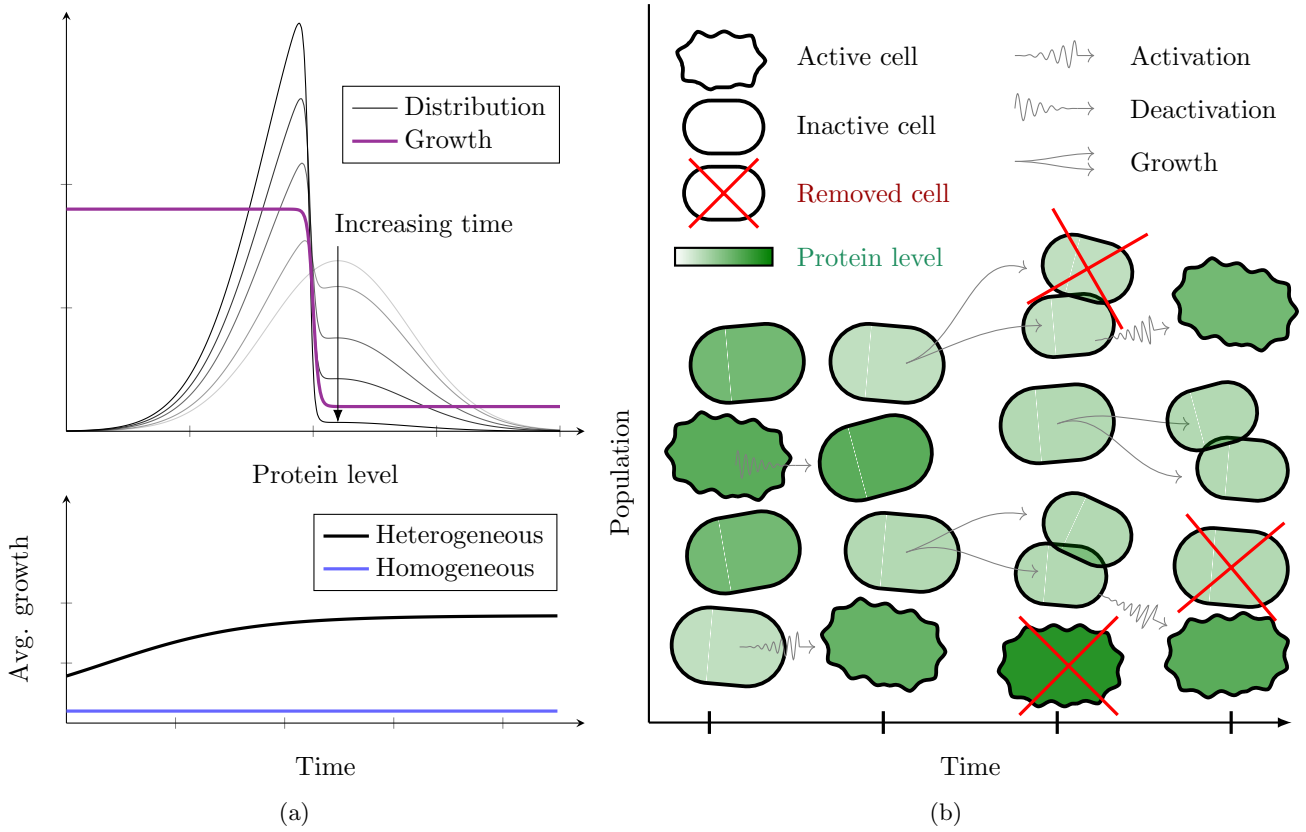 Distribution
Growth
Increasing time
Protein level
Avg. growth
Heterogeneous
Homogeneous
Time
(a)
Active cell
Inactive cell
Removed cell
Protein level
Activation
Deactivation
Growth
Population
Time
(b)